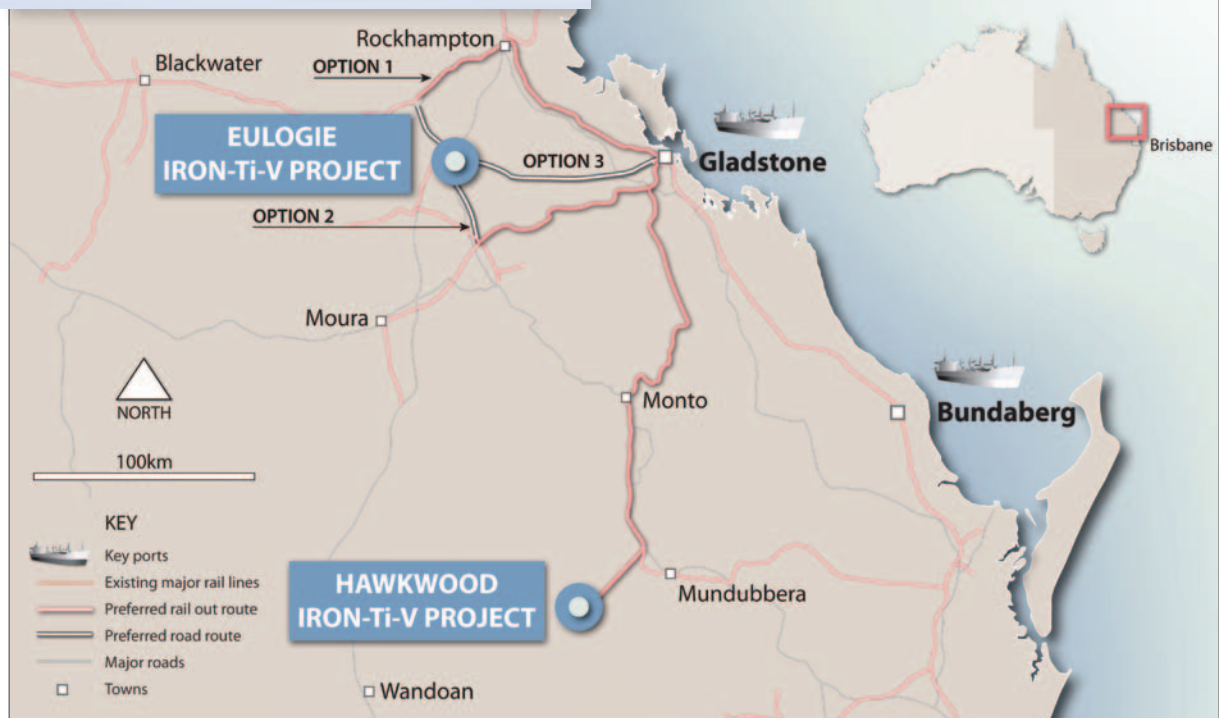 Rockhampton
Blackwater
OPTION 1
EULOGIE
IRON-Ti-V PROJECT
OPTION 3
Gladstone
Brisbane
OPTION 2
Moura
NORTH
Monto
Bundaberg
100km
KEY
Key ports
Existing major rail lines
Preferred rail out route
Preferred road route
Major roads
Towns
HAWKWOOD
IRON-Ti-V PROJECT
Mundubbera
Wandoan